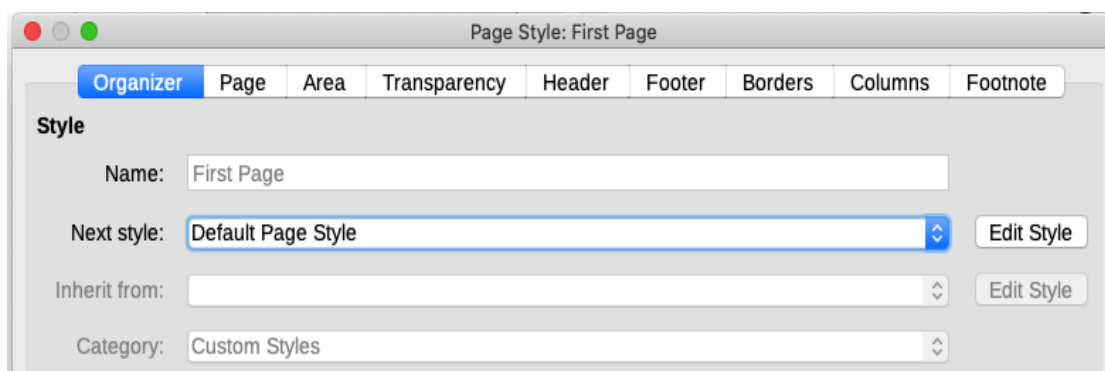 Page Style: First Page
Organizer Page Area Transparency Header Footer Borders Columns Footnote
Style
Name: First Page
Next style: Default Page Style Edit Style
Inherit from: Edit Style
Category: Custom Styles